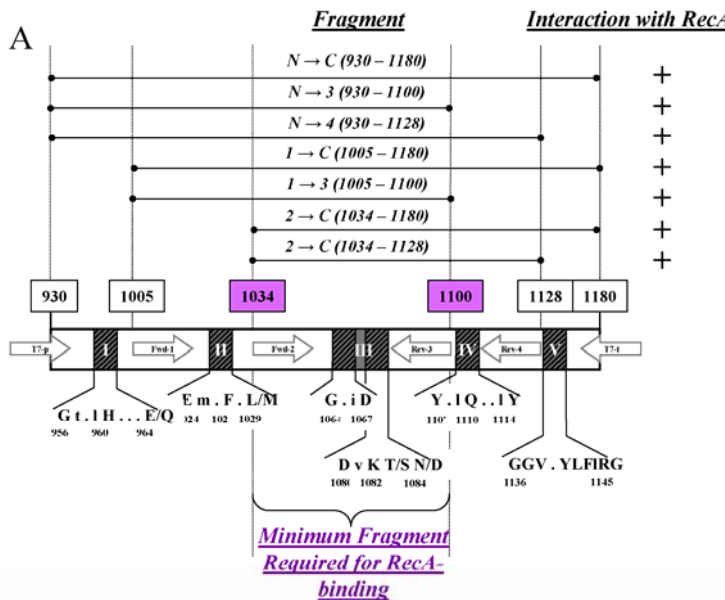 A
Fragment
Interaction with RecA
N → C (930 – 1180)
+
N → 3 (930 – 1100)
+
N → 4 (930 – 1128)
+
1 → C (1005 – 1180)
+
1 → 3 (1005 – 1100)
+
2 → C (1034 – 1180)
+
2 → C (1034 – 1128)
+
930 1005 1034 1100 1128 1180
T7-p I Fwd-1 II Fwd-2 III Rev-3 IV Rev-4 V T7-t
G t . l H . . . E/Q
956 960 964
E m . F . L/M
1029
G . i D
1064 1067
Y . l Q . . l Y
1110 1114
D v K T/S N/D
1082 1084
GGV . YLFlRG
1136 1145
Minimum Fragment
Required for RecA-
binding